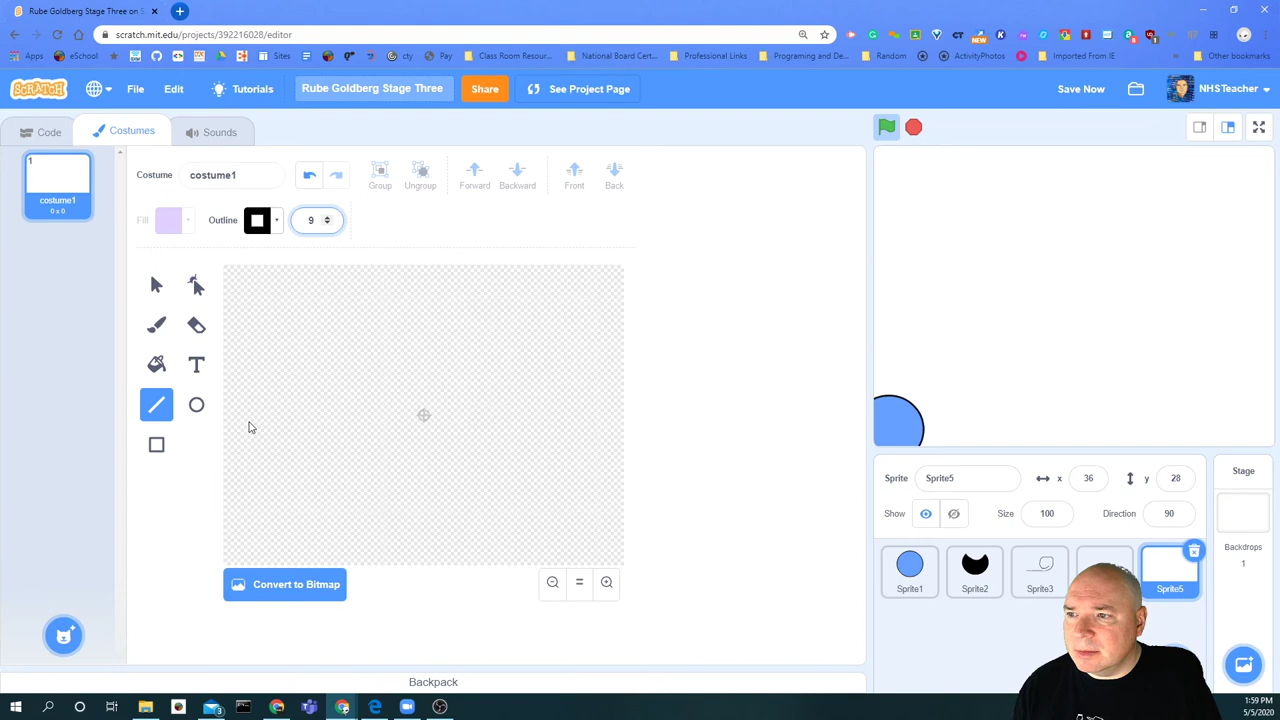 Rube Goldberg Stage Three on S
scratch.mit.edu/projects/392216028/editor
Apps
eSchool
Sites
cty
Pay
Class Room Resour...
National Board Cert...
Professional Links
Programing and De...
Random
ActivityPhotos
Imported From IE
Other bookmarks
NEW
SCRATCH
File
Edit
Tutorials
Rube Goldberg Stage Three
Share
See Project Page
Save Now
NHSTeacher
Code
Costumes
Sounds
1
costume1
0 x 0
Costume
costume1
Group
Ungroup
Forward
Backward
Front
Back
Fill
Outline
9
T
Convert to Bitmap
Sprite
Sprite5
x
36
y
28
Show
Size
100
Direction
90
Stage
Backdrops
1
Sprite1
Sprite2
Sprite3
Sprite5
Backpack
3
1:59 PM
5/5/2020